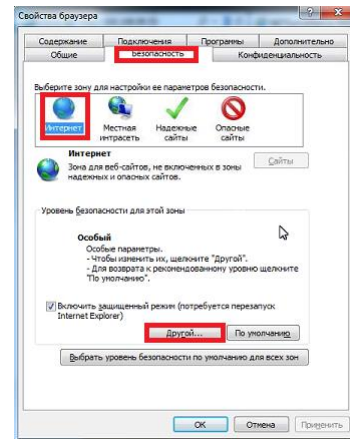 Свойства браузера
Содержание Подключения Программы Дополнительно
Общие Безопасность Конфиденциальность
Выберите зону для настройки ее параметров безопасности.
Интернет Местная интрасеть Надежные сайты Опасные сайты
Интернет
Зона для веб-сайтов, не включенных в зоны
надежных и опасных сайтов.
Сайты
Уровень безопасности для этой зоны
Особый
Особые параметры.
- Чтобы изменить их, щелкните "Другой".
- Для возврата к рекомендованному уровню щелкните
"По умолчанию".
Включить защищенный режим (потребуется перезапуск
Internet Explorer)
Другой... По умолчанию
Выбрать уровень безопасности по умолчанию для всех зон
ОК Отмена Применить